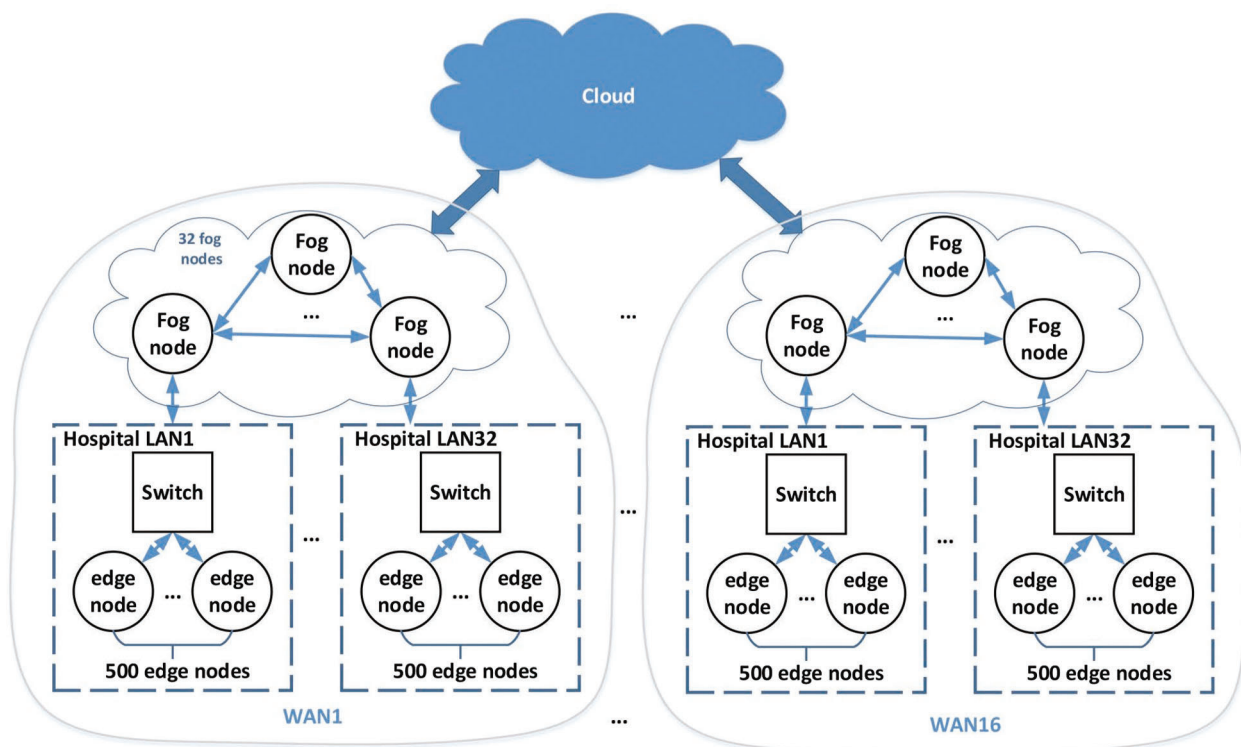 Cloud
32 fog
nodes
Fog
node
...
Fog
node
Fog
node
...
Fog
node
...
Fog
node
Fog
node
Hospital LAN1
Switch
edge
node
...
edge
node
500 edge nodes
...
Hospital LAN32
Switch
edge
node
...
edge
node
500 edge nodes
WAN1
...
Hospital LAN1
Switch
edge
node
...
edge
node
500 edge nodes
...
Hospital LAN32
Switch
edge
node
...
edge
node
500 edge nodes
...
WAN16